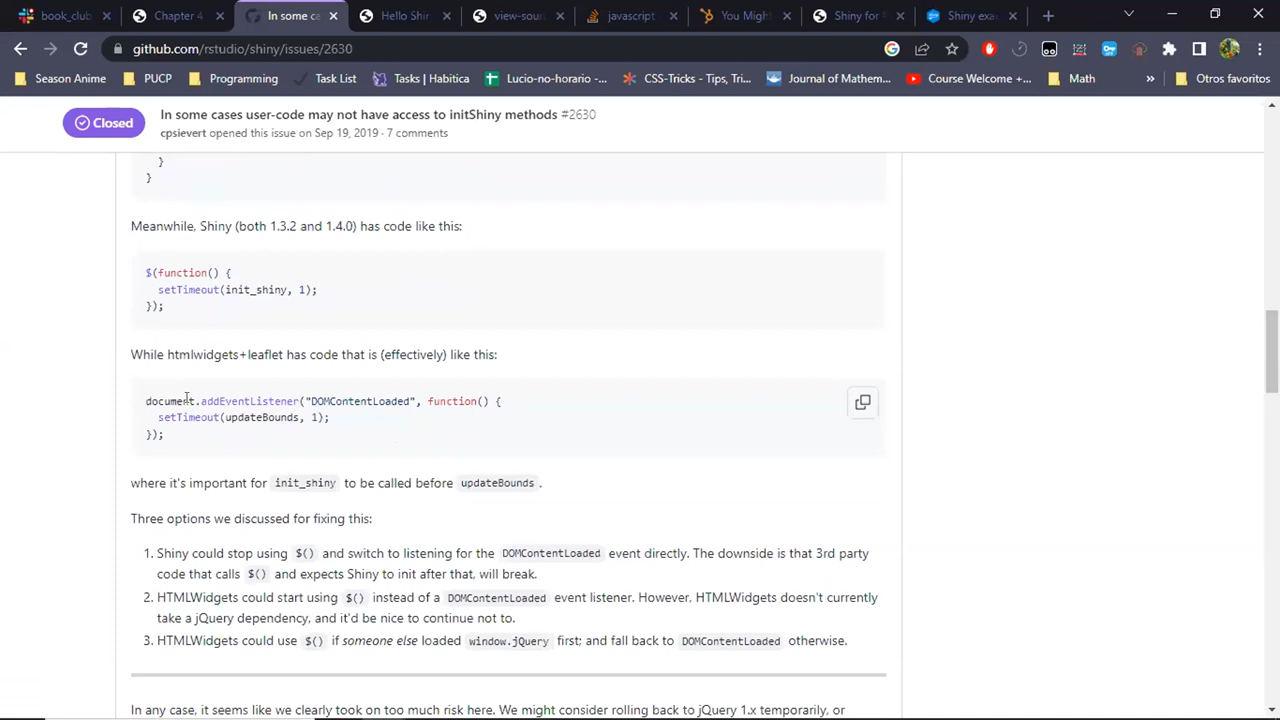 book_club
Chapter 4
In some ca
Hello Shin
view-sour
javascript
You Might
Shiny for
Shiny exa
github.com/rstudio/shiny/issues/2630
Season Anime
PUCP
Programming
Task List
Tasks | Habitica
Lucio-no-horario -...
CSS-Tricks - Tips, Tri...
Journal of Mathem...
Course Welcome +...
Math
»
Otros favoritos
Closed
In some cases user-code may not have access to initShiny methods #2630
cpsievert opened this issue on Sep 19, 2019 · 7 comments
}
}
Meanwhile, Shiny (both 1.3.2 and 1.4.0) has code like this:
$(function() {
setTimeout(init_shiny, 1);
});
While htmlwidgets+leaflet has code that is (effectively) like this:
document.addEventListener("DOMContentLoaded", function() {
setTimeout(updateBounds, 1);
});
where it's important for init_shiny to be called before updateBounds.
Three options we discussed for fixing this:
1. Shiny could stop using $() and switch to listening for the DOMContentLoaded event directly. The downside is that 3rd party
code that calls $() and expects Shiny to init after that, will break.
2. HTMLWidgets could start using $() instead of a DOMContentLoaded event listener. However, HTMLWidgets doesn't currently
take a jQuery dependency, and it'd be nice to continue not to.
3. HTMLWidgets could use $() if someone else loaded window.jQuery first; and fall back to DOMContentLoaded otherwise.
In any case, it seems like we clearly took on too much risk here. We might consider rolling back to jQuery 1.x temporarily, or